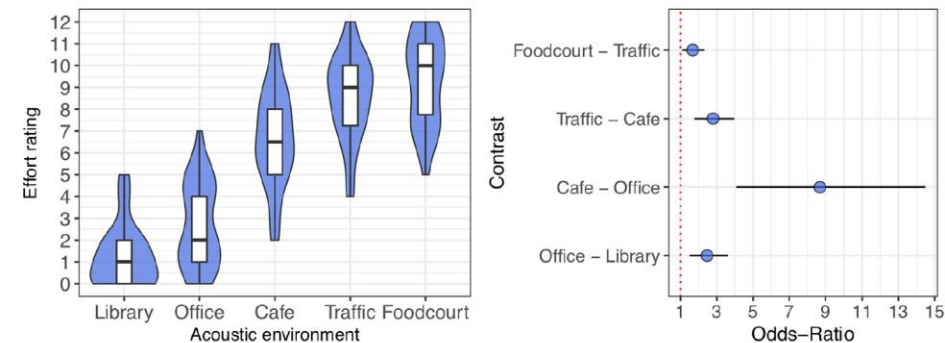 12
11
10
9
8
7
6
5
4
3
2
1
0
Effort rating
Library Office Cafe Traffic Foodcourt
Acoustic environment
Contrast
Foodcourt − Traffic
Traffic − Cafe
Cafe − Office
Office − Library
1 3 5 7 9 11 13 15
Odds−Ratio